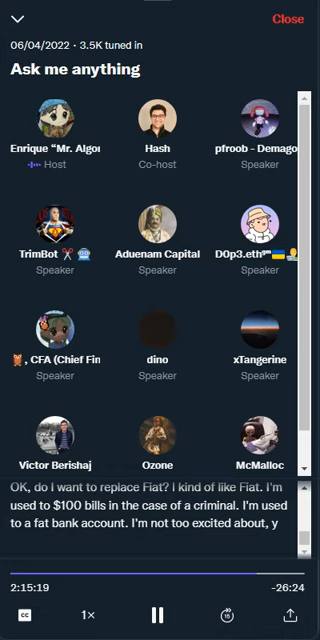 Close
06/04/2022 · 3.5K tuned in
Ask me anything
Enrique “Mr. Algor
Hash
pfroob - Demago
Host
Co-host
Speaker
TrimBot ✂️ 🤖
Aduenam Capital
D0p3.eth🇺🇦
Speaker
Speaker
Speaker
🦉, CFA (Chief Fin
dino
xTangerine
Speaker
Speaker
Speaker
Victor Berishaj
Ozone
McMalloc
OK, do I want to replace Fiat? I kind of like Fiat. I'm
used to $100 bills in the case of a criminal. I'm used
to a fat bank account. I'm not too excited about, y
2:15:19
-26:24
CC
1×
15